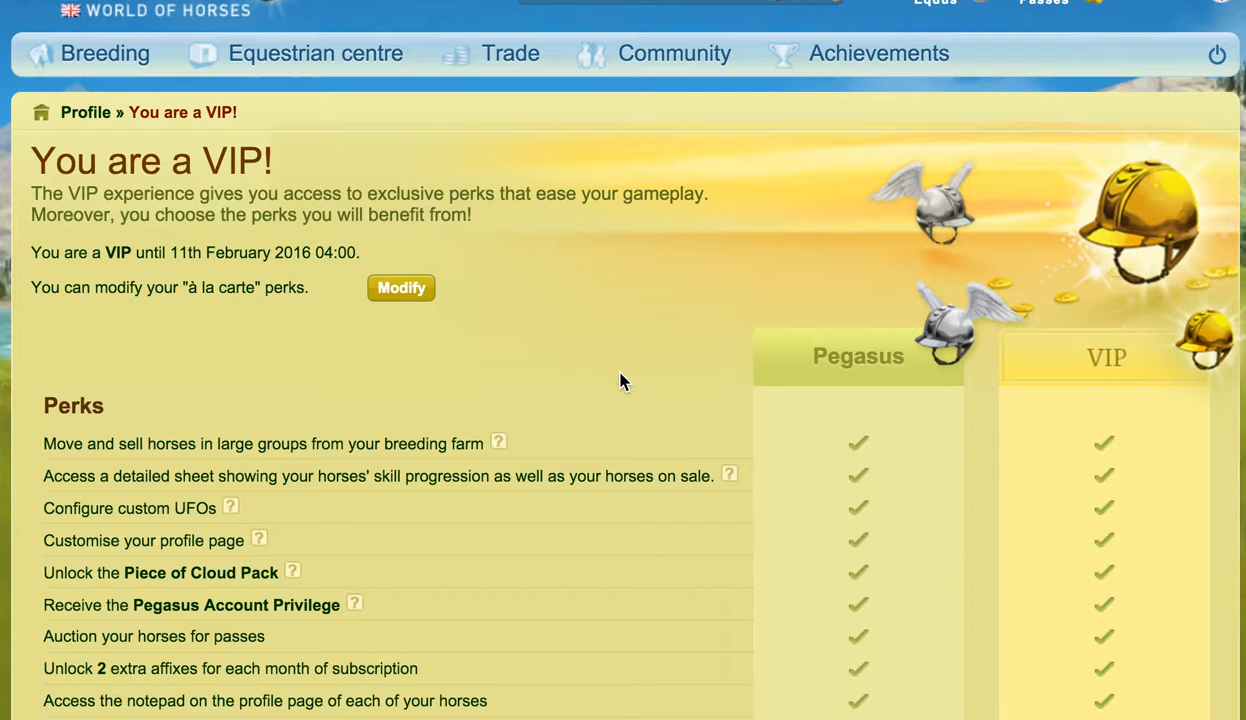 WORLD OF HORSES
Equus Passes
Breeding Equestrian centre Trade Community Achievements
Profile » You are a VIP!
You are a VIP!
The VIP experience gives you access to exclusive perks that ease your gameplay.
Moreover, you choose the perks you will benefit from!
You are a VIP until 11th February 2016 04:00.
You can modify your "à la carte" perks. Modify
Pegasus VIP
Perks
Move and sell horses in large groups from your breeding farm ?
Access a detailed sheet showing your horses' skill progression as well as your horses on sale. ?
Configure custom UFOs ?
Customise your profile page ?
Unlock the Piece of Cloud Pack ?
Receive the Pegasus Account Privilege ?
Auction your horses for passes
Unlock 2 extra affixes for each month of subscription
Access the notepad on the profile page of each of your horses